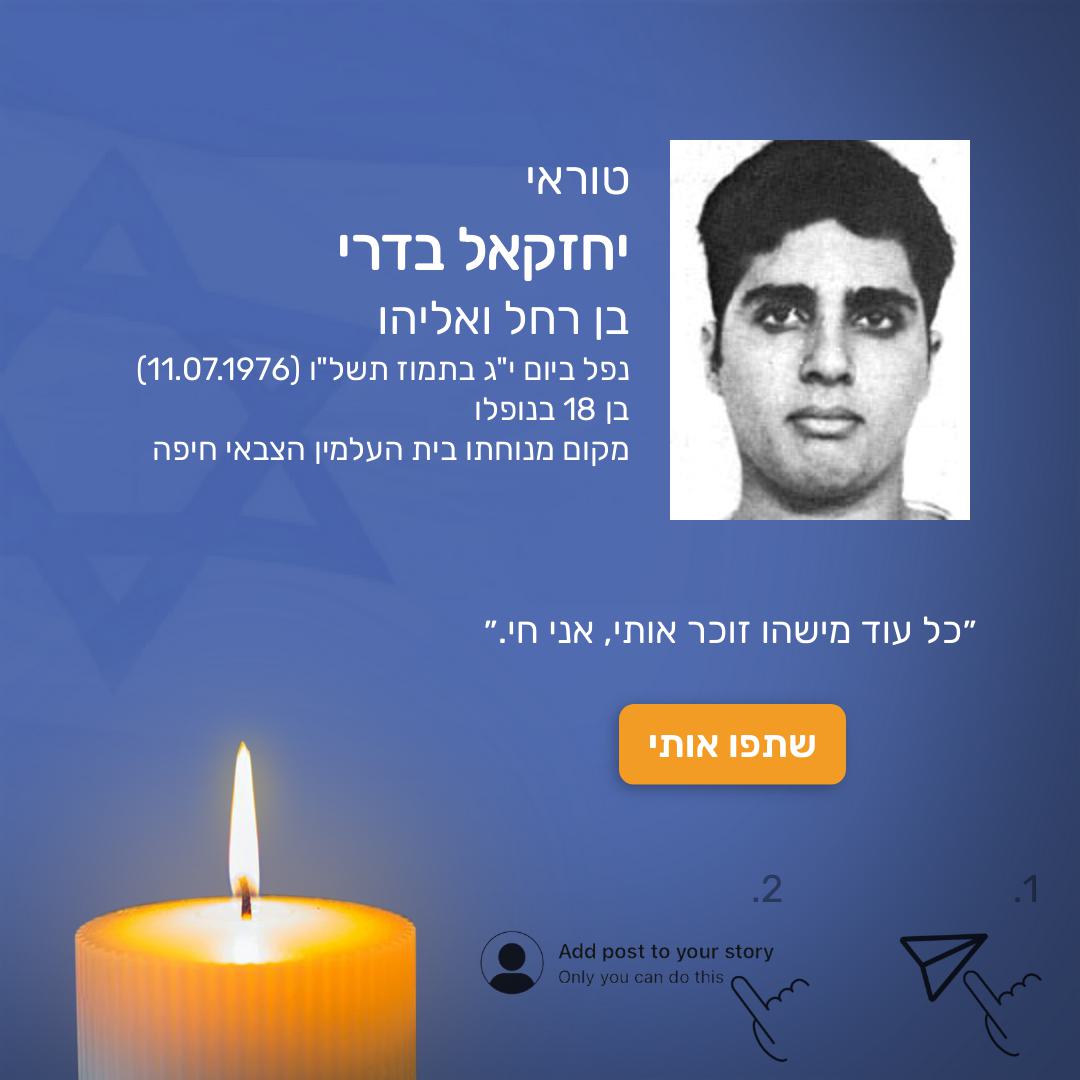 טוראי
יחזקאל בדרי
בן רחל ואליהו
נפל ביום י"ג בתמוז תשל"ו (11.07.1976)
בן 18 בנופלו
מקום מנוחתו בית העלמין הצבאי חיפה
״כל עוד מישהו זוכר אותי, אני חי.״
שתפו אותי
1.
2.
Add post to your story
Only you can do this